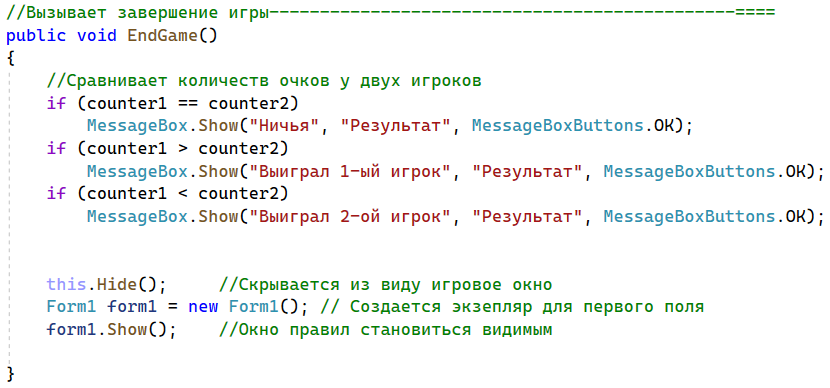 //Вызывает завершение игры----------------------------------------------====
public void EndGame()
{
    //Сравнивает количеств очков у двух игроков
    if (counter1 == counter2)
        MessageBox.Show("Ничья", "Результат", MessageBoxButtons.OK);
    if (counter1 > counter2)
        MessageBox.Show("Выиграл 1-ый игрок", "Результат", MessageBoxButtons.OK);
    if (counter1 < counter2)
        MessageBox.Show("Выиграл 2-ой игрок", "Результат", MessageBoxButtons.OK);
    this.Hide();     //Скрывается из виду игровое окно
    Form1 form1 = new Form1(); // Создается экзепляр для первого поля
    form1.Show();    //Окно правил становиться видимым
}